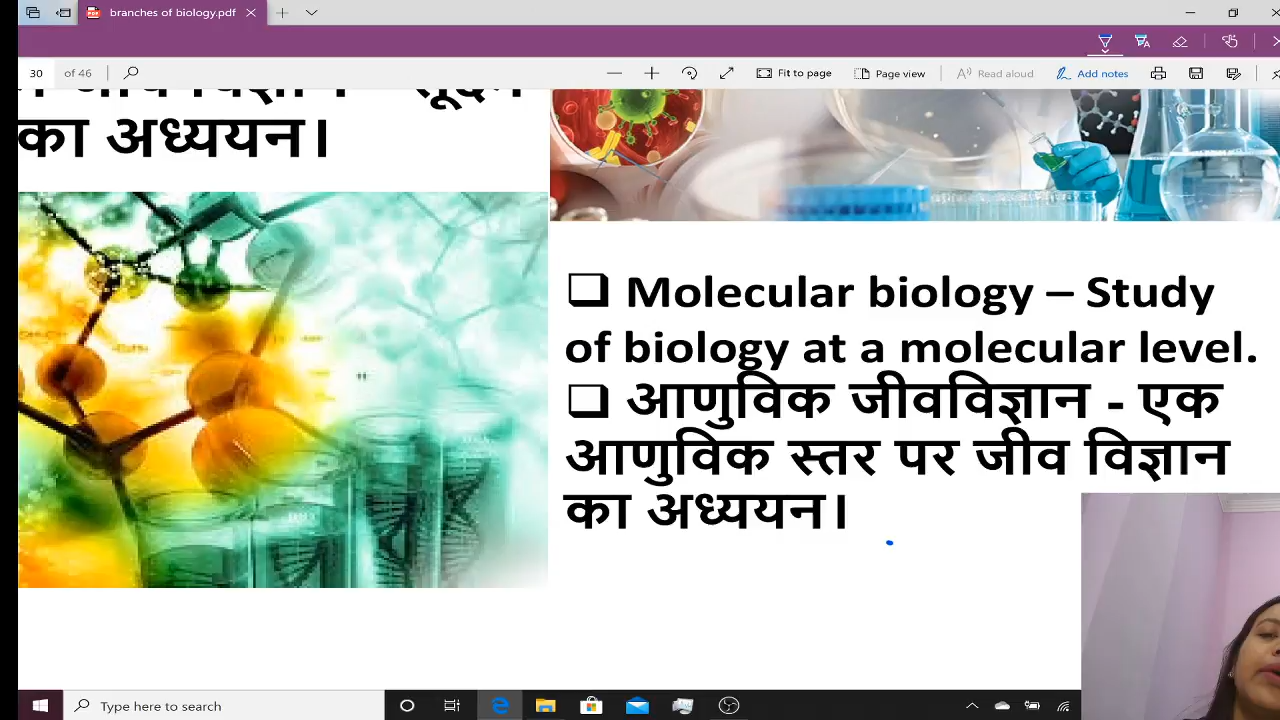 branches of biology.pdf
30 of 46
Fit to page
Page view
Read aloud
Add notes
का अध्ययन।
❑ Molecular biology – Study
of biology at a molecular level.
❑ आणुविक जीवविज्ञान - एक
आणुविक स्तर पर जीव विज्ञान
का अध्ययन।
Type here to search